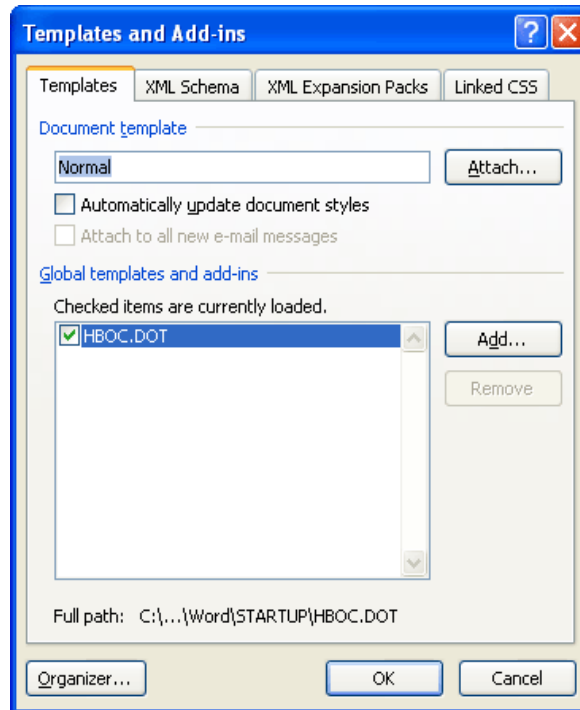 Templates and Add-ins
Templates XML Schema XML Expansion Packs Linked CSS
Document template
Normal Attach...
Automatically update document styles
Attach to all new e-mail messages
Global templates and add-ins
Checked items are currently loaded.
HBOC.DOT
Add...
Remove
Full path: C:\...\Word\STARTUP\HBOC.DOT
Organizer... OK Cancel